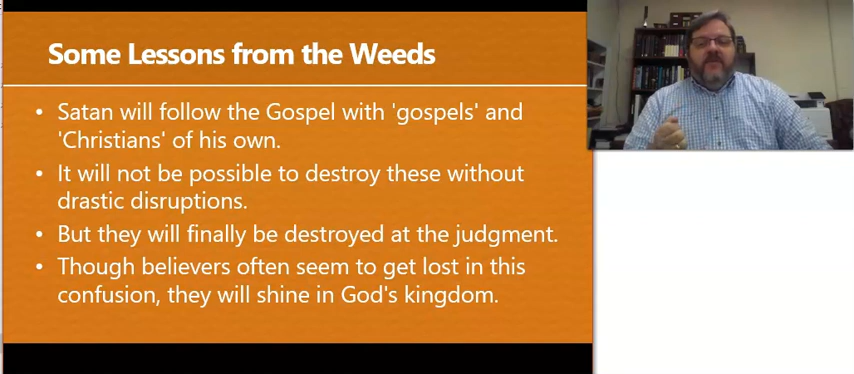 Some Lessons from the Weeds
• Satan will follow the Gospel with 'gospels' and
'Christians' of his own.
• It will not be possible to destroy these without
drastic disruptions.
• But they will finally be destroyed at the judgment.
• Though believers often seem to get lost in this
confusion, they will shine in God's kingdom.